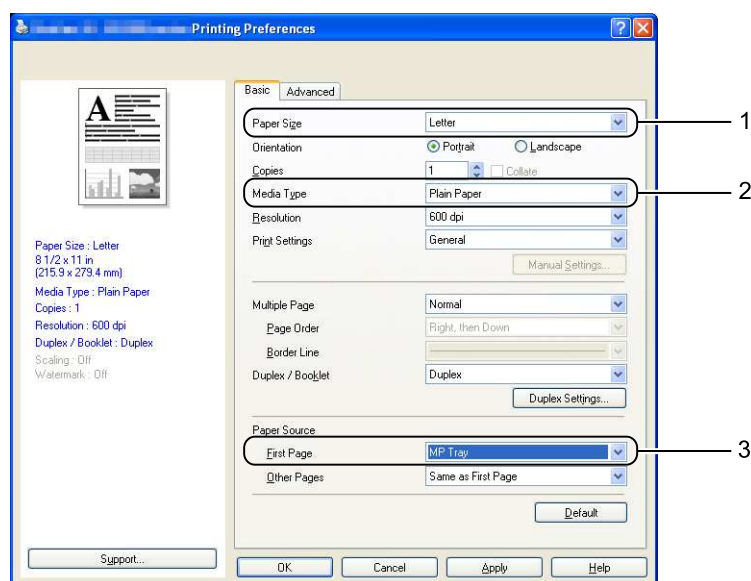 Printing Preferences
Basic Advanced
Paper Size Letter 1
Orientation Portrait Landscape
Copies 1 Collate
Media Type Plain Paper 2
Resolution 600 dpi
Print Settings General
Manual Settings...
Multiple Page Normal
Page Order Right, then Down
Border Line
Duplex / Booklet Duplex
Duplex Settings...
Paper Source
First Page MP Tray 3
Other Pages Same as First Page
Default
A
Paper Size : Letter
8 1/2 x 11 in
(215.9 x 279.4 mm)
Media Type : Plain Paper
Copies : 1
Resolution : 600 dpi
Duplex / Booklet : Duplex
Scaling : Off
Watermark : Off
Support...
OK Cancel Apply Help